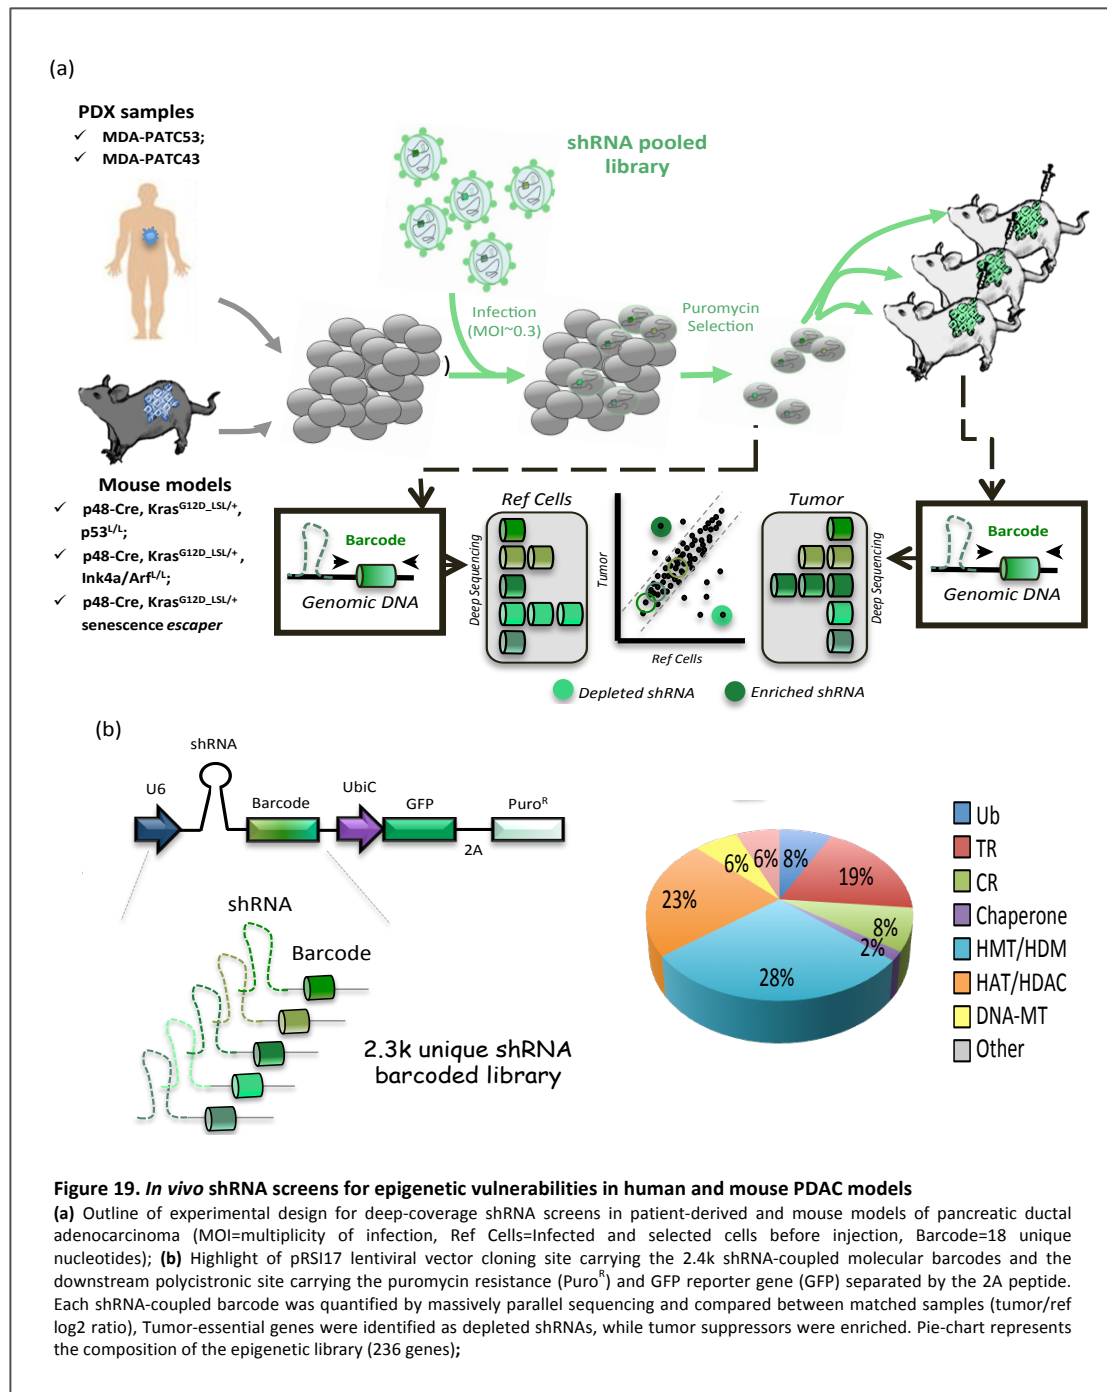 (a)
PDX samples
✓ MDA-PATC53;
✓ MDA-PATC43
shRNA pooled
library
Infection
(MOI~0.3)
)
Puromycin
Selection
Mouse models
✓ p48-Cre, Kras^G12D_LSL/+,
p53^L/L;
✓ p48-Cre, Kras^G12D_LSL/+,
Ink4a/Arf^L/L;
✓ p48-Cre, Kras^G12D_LSL/+
senescence escaper
Barcode
Genomic DNA
Ref Cells
Deep Sequencing
Tumor
Ref Cells
Tumor
Deep Sequencing
Barcode
Genomic DNA
Depleted shRNA
Enriched shRNA
(b)
shRNA
U6
Barcode
UbiC
GFP
2A
Puro^R
shRNA
Barcode
2.3k unique shRNA
barcoded library
6%
6%
8%
19%
23%
8%
2%
28%
Ub
TR
CR
Chaperone
HMT/HDM
HAT/HDAC
DNA-MT
Other
Figure 19. In vivo shRNA screens for epigenetic vulnerabilities in human and mouse PDAC models
(a) Outline of experimental design for deep-coverage shRNA screens in patient-derived and mouse models of pancreatic ductal
adenocarcinoma (MOI=multiplicity of infection, Ref Cells=Infected and selected cells before injection, Barcode=18 unique
nucleotides); (b) Highlight of pRSI17 lentiviral vector cloning site carrying the 2.4k shRNA-coupled molecular barcodes and the
downstream polycistronic site carrying the puromycin resistance (Puro^R) and GFP reporter gene (GFP) separated by the 2A peptide.
Each shRNA-coupled barcode was quantified by massively parallel sequencing and compared between matched samples (tumor/ref
log2 ratio), Tumor-essential genes were identified as depleted shRNAs, while tumor suppressors were enriched. Pie-chart represents
the composition of the epigenetic library (236 genes);